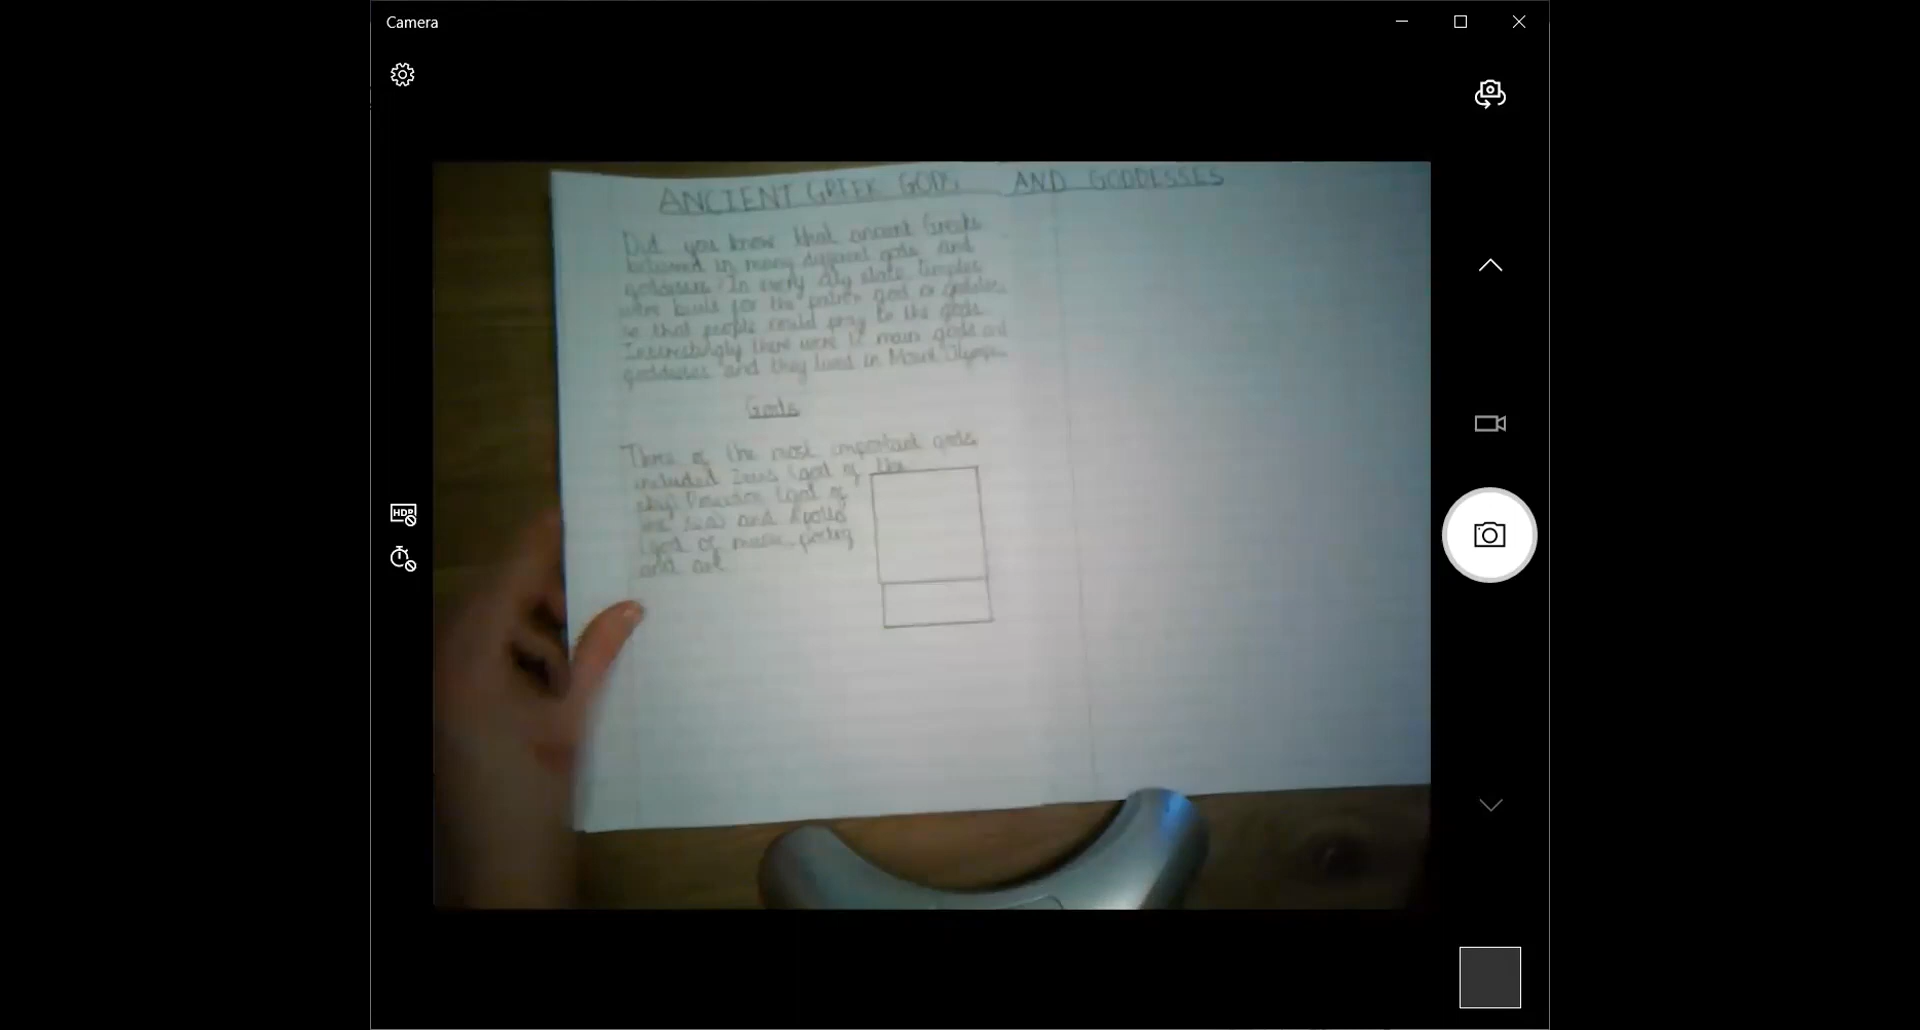 Camera
ANCIENT GREEK GODS AND GODDESSES
Did you know that ancient Greeks
believed in many different gods and
goddesses. In every city state temples
were built for the patron god or goddess
so that people could pray to the gods.
Interestingly there were 12 main gods and
goddesses and they lived in Mount Olympus
Gods
Three of the most important gods
included Zeus (god of the
sky) Poseidon (god of
the sea) and Apollo
(god of music, poetry
and art
HDR